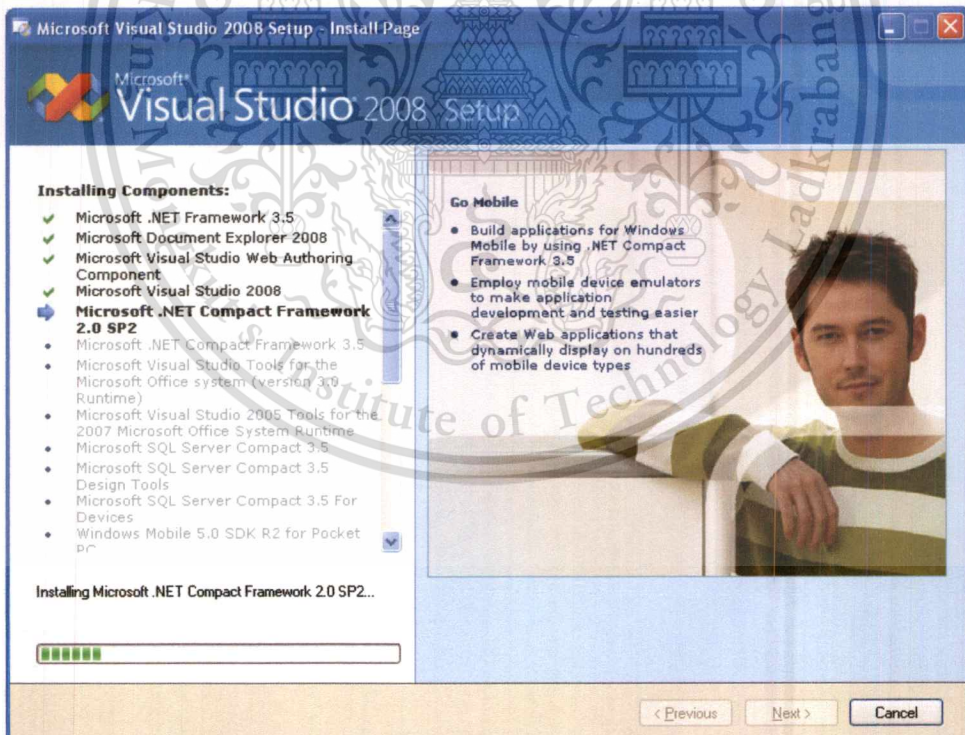 Microsoft Visual Studio 2008 Setup - Install Page
Microsoft®
Visual Studio® 2008 Setup
Installing Components:
Microsoft .NET Framework 3.5
Microsoft Document Explorer 2008
Microsoft Visual Studio Web Authoring
Component
Microsoft Visual Studio 2008
Microsoft .NET Compact Framework
2.0 SP2
Microsoft .NET Compact Framework 3.5
Microsoft Visual Studio Tools for the
Microsoft Office system (version 3.0
Runtime)
Microsoft Visual Studio 2005 Tools for the
2007 Microsoft Office System Runtime
Microsoft SQL Server Compact 3.5
Microsoft SQL Server Compact 3.5
Design Tools
Microsoft SQL Server Compact 3.5 For
Devices
Windows Mobile 5.0 SDK R2 for Pocket
PC
Installing Microsoft .NET Compact Framework 2.0 SP2...
Go Mobile
Build applications for Windows
Mobile by using .NET Compact
Framework 3.5
Employ mobile device emulators
to make application
development and testing easier
Create Web applications that
dynamically display on hundreds
of mobile device types
< Previous
Next >
Cancel
Institute of Technology Ladkrabang